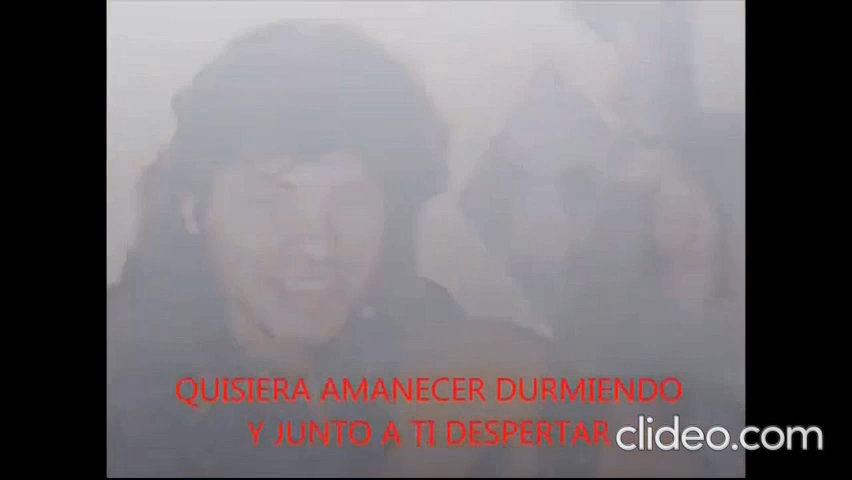 QUISIERA AMANECER DURMIENDO
Y JUNTO A TI DESPERTAR
clideo.com